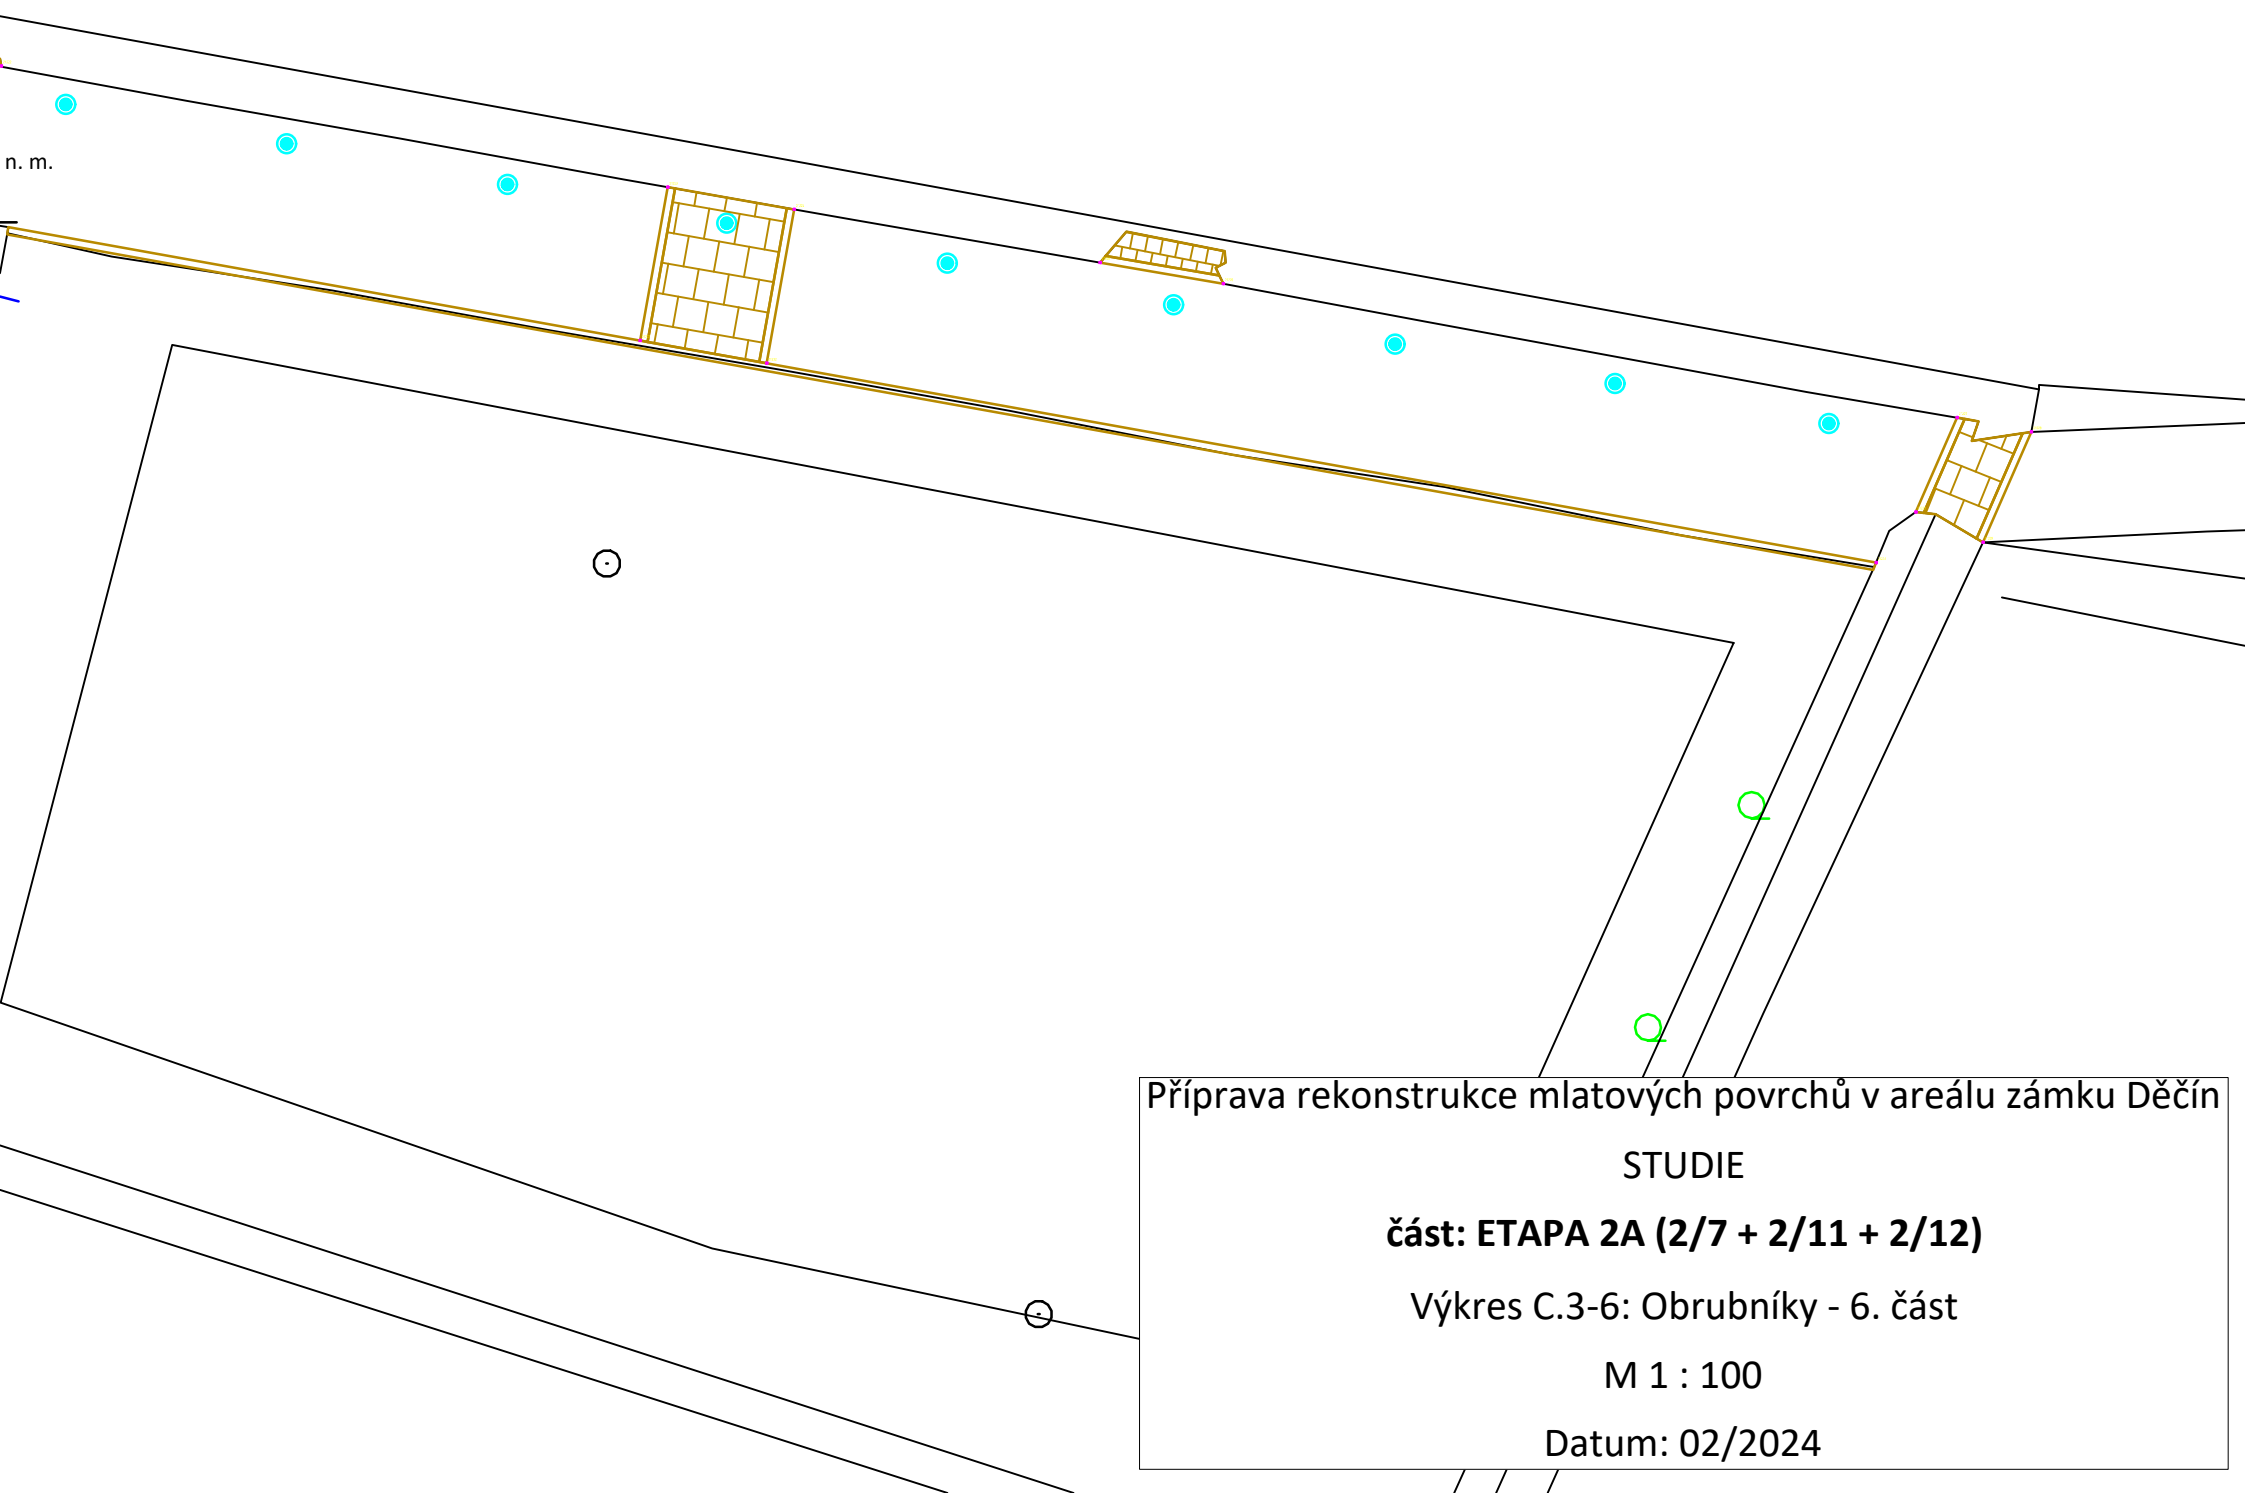 n. m.
Příprava rekonstrukce mlatových povrchů v areálu zámku Děčín
STUDIE
část: ETAPA 2A (2/7 + 2/11 + 2/12)
Výkres C.3-6: Obrubníky - 6. část
M 1 : 100
Datum: 02/2024